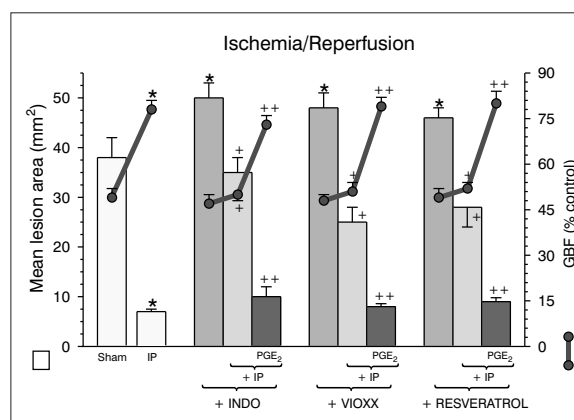 Ischemia/Reperfusion
Mean lesion area (mm²)
50
40
30
20
10
0
90
75
60
45
30
15
0
GBF (% control)
* * * *
++ ++ ++
+ + +
+ + +
* ++ ++ ++
Sham IP PGE₂ PGE₂ PGE₂
+ IP + IP + IP
+ INDO + VIOXX + RESVERATROL